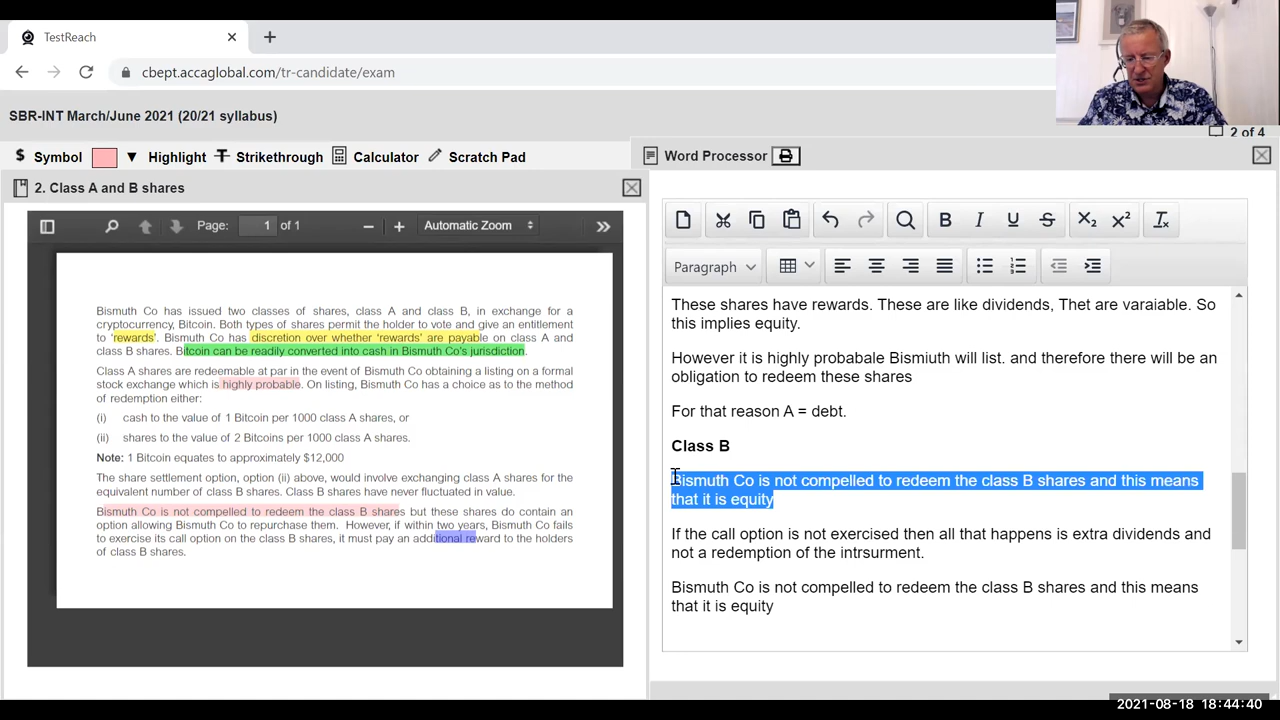 TestReach
cbept.accaglobal.com/tr-candidate/exam
SBR-INT March/June 2021 (20/21 syllabus)
2 of 4
$ Symbol Highlight Strikethrough Calculator Scratch Pad
Word Processor
2. Class A and B shares
Page: 1 of 1 Automatic Zoom
Bismuth Co has issued two classes of shares, class A and class B, in exchange for a
cryptocurrency, Bitcoin. Both types of shares permit the holder to vote and give an entitlement
to 'rewards'. Bismuth Co has discretion over whether 'rewards' are payable on class A and
class B shares. Bitcoin can be readily converted into cash in Bismuth Co's jurisdiction.
Class A shares are redeemable at par in the event of Bismuth Co obtaining a listing on a formal
stock exchange which is highly probable. On listing, Bismuth Co has a choice as to the method
of redemption either:
(i) cash to the value of 1 Bitcoin per 1000 class A shares, or
(ii) shares to the value of 2 Bitcoins per 1000 class A shares.
Note: 1 Bitcoin equates to approximately $12,000
The share settlement option, option (ii) above, would involve exchanging class A shares for the
equivalent number of class B shares. Class B shares have never fluctuated in value.
Bismuth Co is not compelled to redeem the class B shares but these shares do contain an
option allowing Bismuth Co to repurchase them. However, if within two years, Bismuth Co fails
to exercise its call option on the class B shares, it must pay an additional reward to the holders
of class B shares.
B I U S X₂ X² Tx
Paragraph
These shares have rewards. These are like dividends, Thet are varaiable. So
this implies equity.
However it is highly probabale Bismiuth will list. and therefore there will be an
obligation to redeem these shares
For that reason A = debt.
Class B
Bismuth Co is not compelled to redeem the class B shares and this means
that it is equity
If the call option is not exercised then all that happens is extra dividends and
not a redemption of the intrsurment.
Bismuth Co is not compelled to redeem the class B shares and this means
that it is equity
2021-08-18 18:44:40